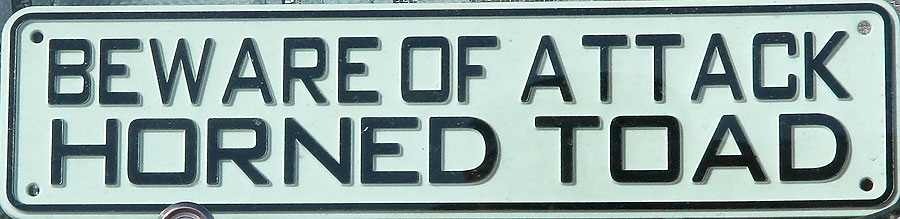 BEWARE OF ATTACK
HORNED TOAD